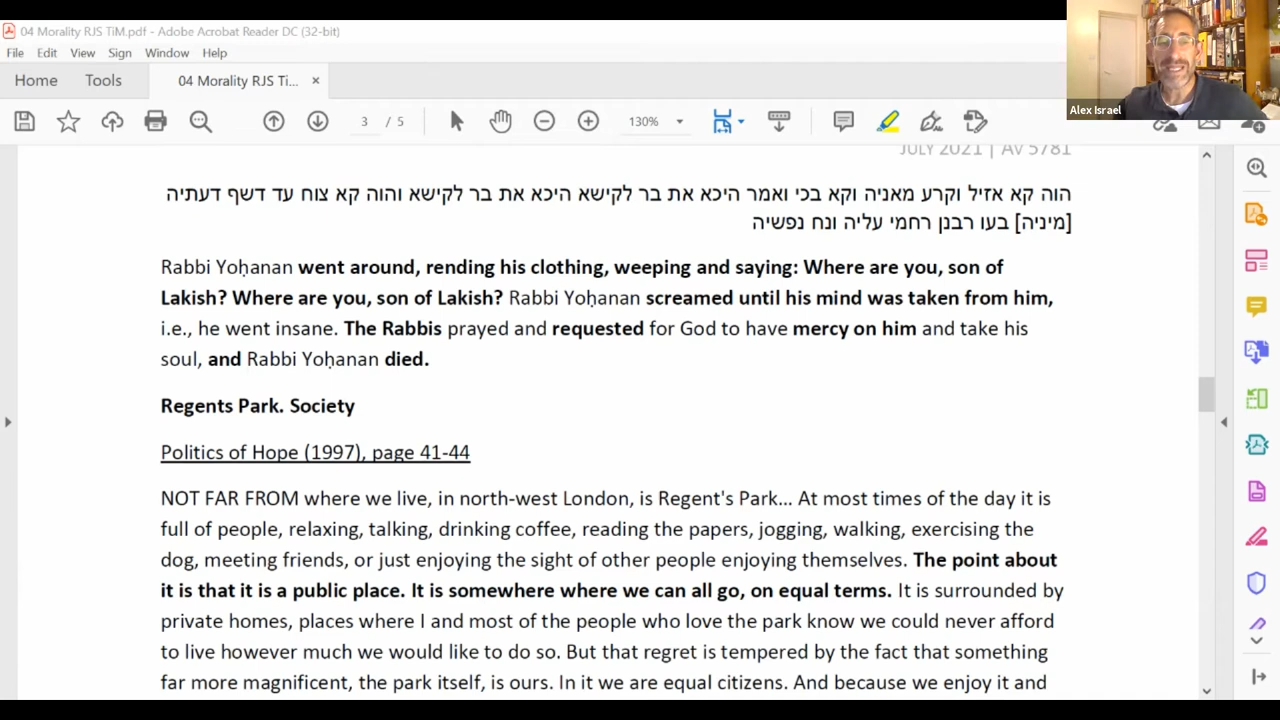 04 Morality RJS TiM.pdf - Adobe Acrobat Reader DC (32-bit)
File Edit View Sign Window Help
Home Tools 04 Morality RJS Ti... ×
3 / 5 130%
Alex Israel
JULY 2021 | AV 5781
הוה קא אזיל וקרע מאניה וקא בכי ואמר היכא את בר לקישא היכא את בר לקישא והוה קא צוח עד דשף דעתיה
[מיניה] בעו רבנן רחמי עליה ונח נפשיה
Rabbi Yoḥanan went around, rending his clothing, weeping and saying: Where are you, son of
Lakish? Where are you, son of Lakish? Rabbi Yoḥanan screamed until his mind was taken from him,
i.e., he went insane. The Rabbis prayed and requested for God to have mercy on him and take his
soul, and Rabbi Yoḥanan died.
Regents Park. Society
Politics of Hope (1997), page 41-44
NOT FAR FROM where we live, in north-west London, is Regent's Park... At most times of the day it is
full of people, relaxing, talking, drinking coffee, reading the papers, jogging, walking, exercising the
dog, meeting friends, or just enjoying the sight of other people enjoying themselves. The point about
it is that it is a public place. It is somewhere where we can all go, on equal terms. It is surrounded by
private homes, places where I and most of the people who love the park know we could never afford
to live however much we would like to do so. But that regret is tempered by the fact that something
far more magnificent, the park itself, is ours. In it we are equal citizens. And because we enjoy it and